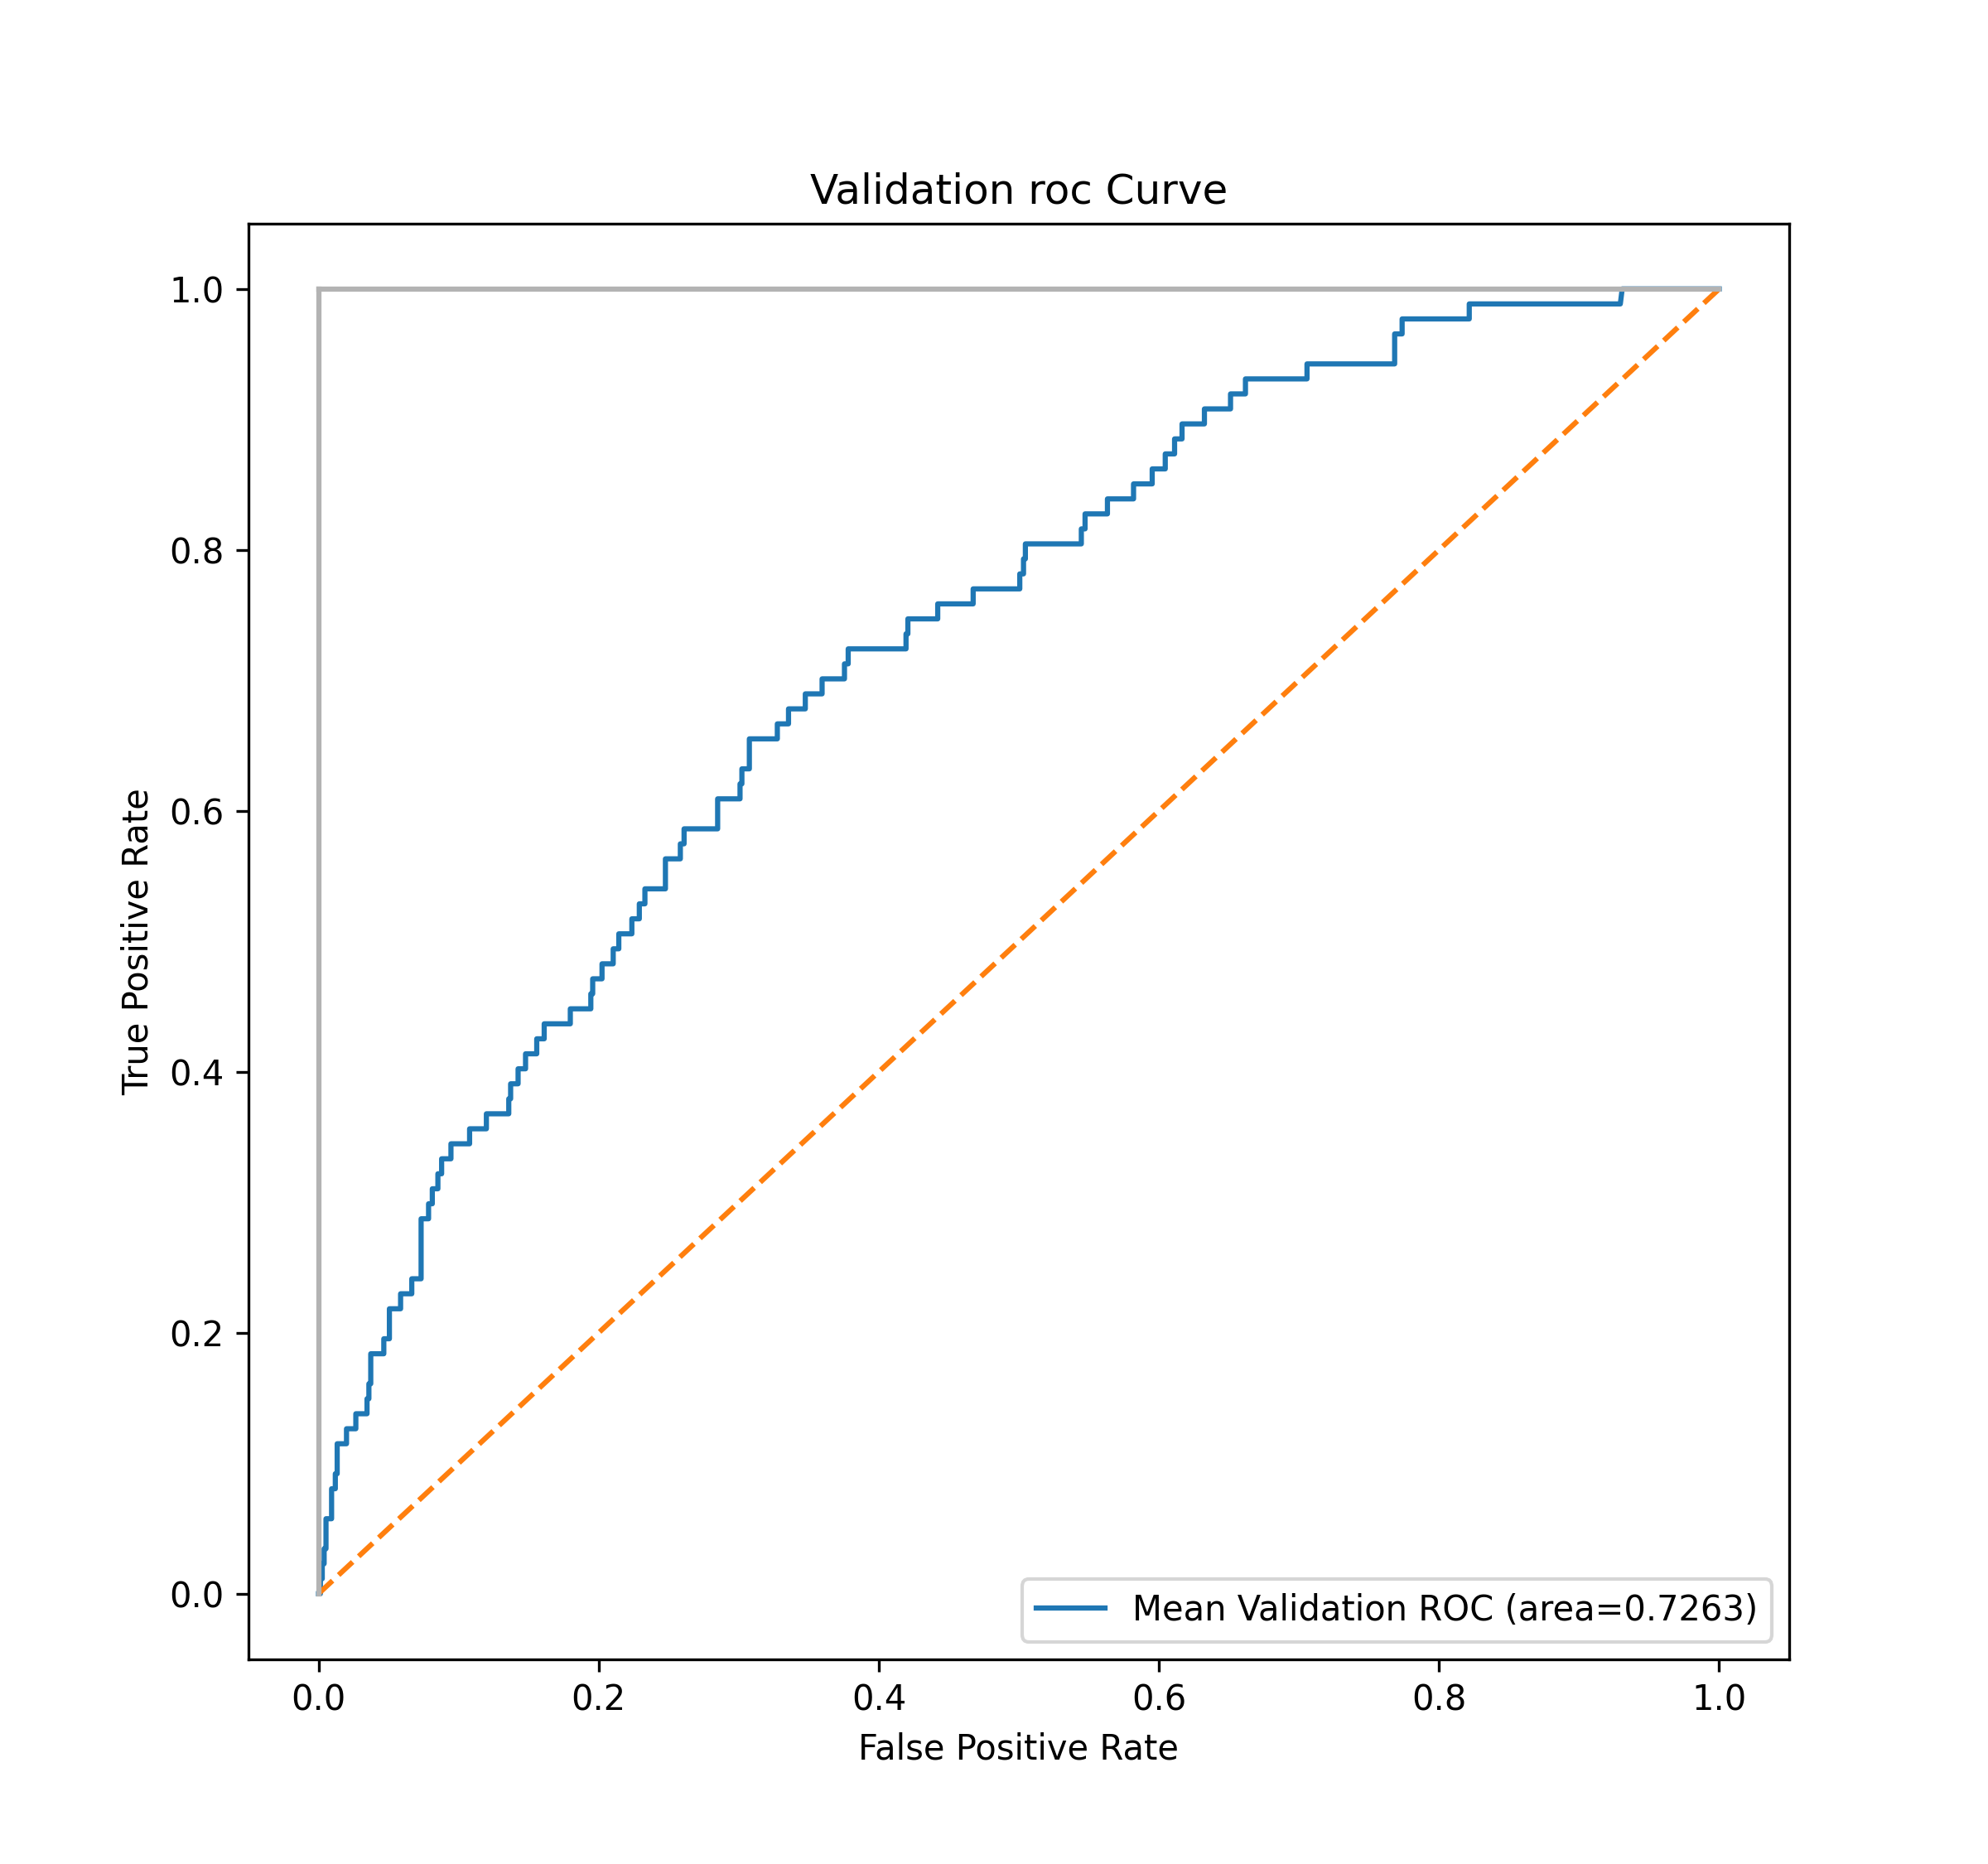 Validation roc Curve
1.0
0.8
0.6
0.4
0.2
0.0
True Positive Rate
Mean Validation ROC (area=0.7263)
0.0 0.2 0.4 0.6 0.8 1.0
False Positive Rate